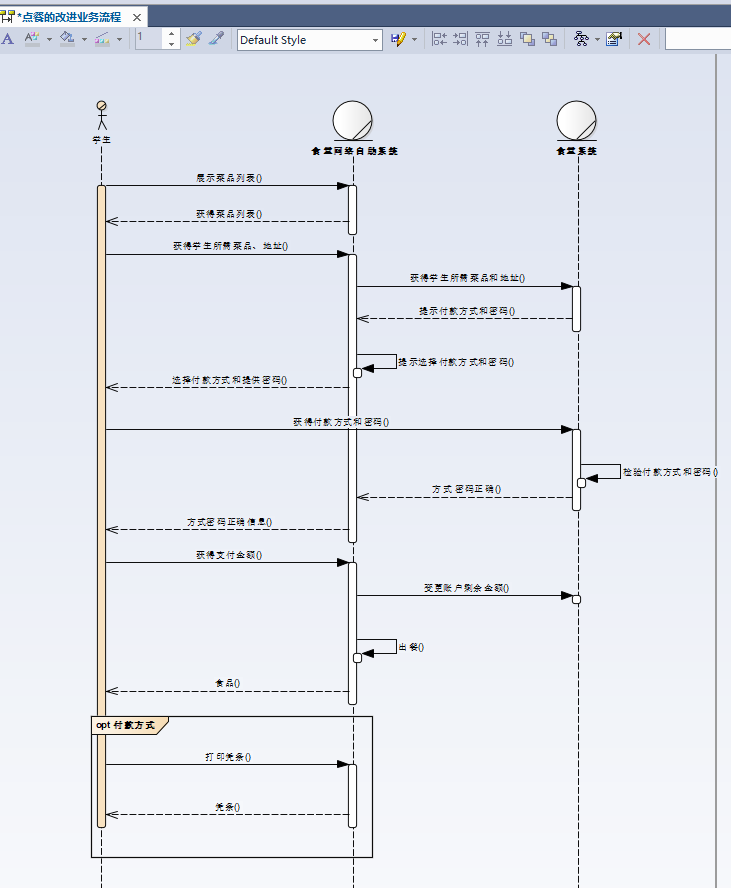 *点餐的改进业务流程
1
Default Style
学生
食堂网络自动系统
食堂系统
展示菜品列表()
获得菜品列表()
获得学生所需菜品、地址()
获得学生所需菜品和地址()
提示付款方式和密码()
提示选择付款方式和密码()
选择付款方式和提供密码()
获得付款方式和密码()
检验付款方式和密码()
方式密码正确()
方式密码正确信息()
获得支付金额()
变更账户剩余金额()
出餐()
食品()
opt 付款方式
打印凭条()
凭条()